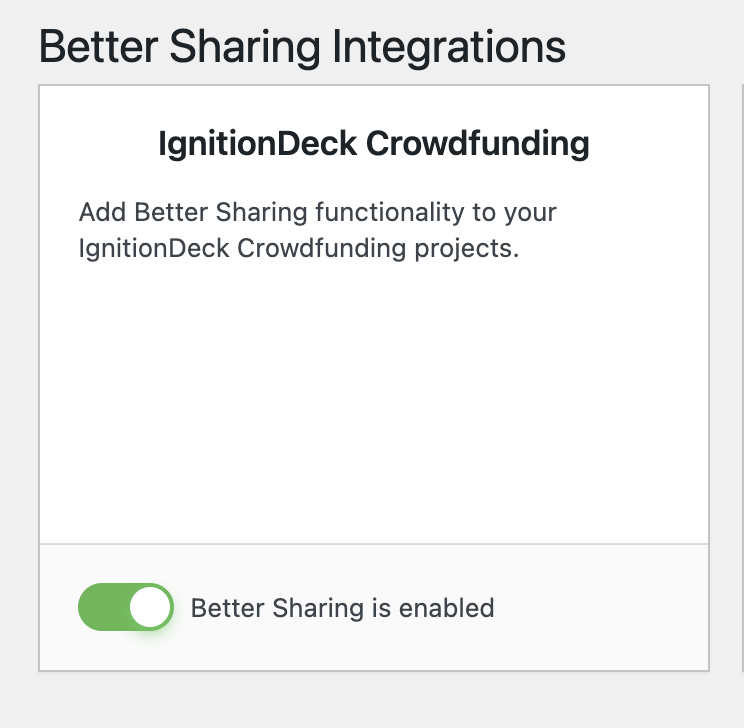 Better Sharing Integrations
IgnitionDeck Crowdfunding
Add Better Sharing functionality to your
IgnitionDeck Crowdfunding projects.
Better Sharing is enabled